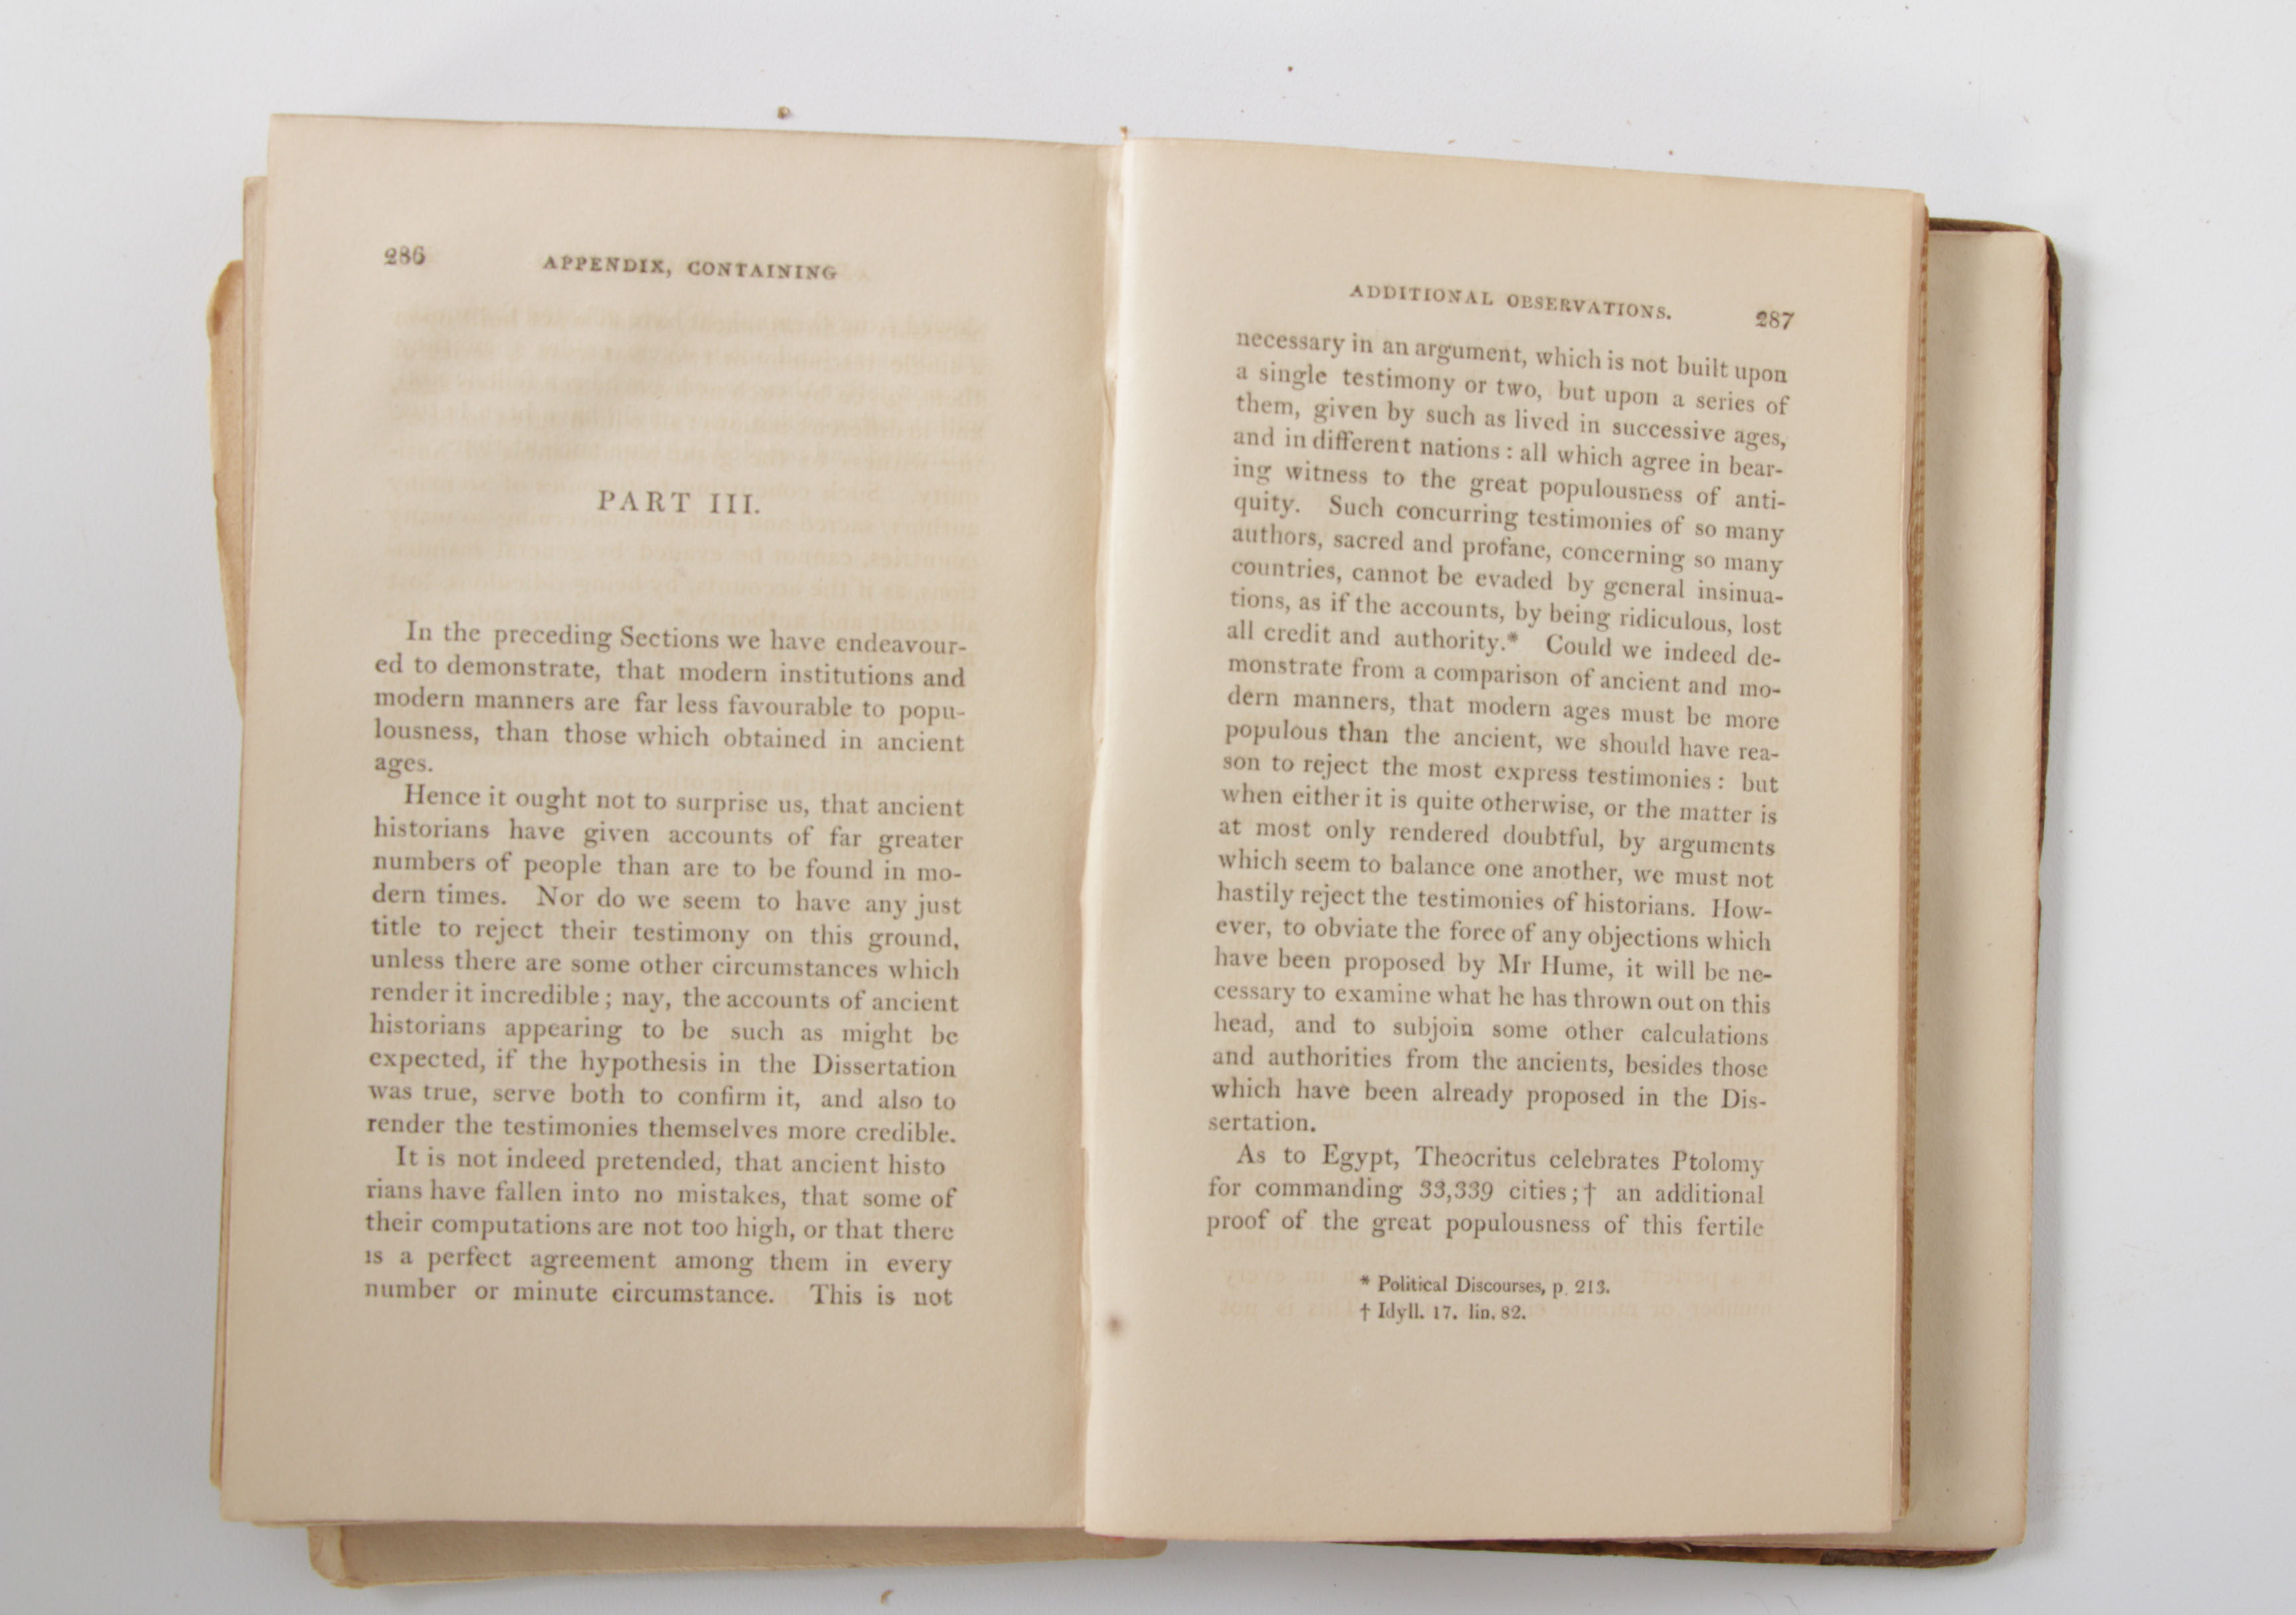 286 APPENDIX, CONTAINING
PART III.
In the preceding Sections we have endeavour-
ed to demonstrate, that modern institutions and
modern manners are far less favourable to popu-
lousness, than those which obtained in ancient
ages.
Hence it ought not to surprise us, that ancient
historians have given accounts of far greater
numbers of people than are to be found in mo-
dern times. Nor do we seem to have any just
title to reject their testimony on this ground,
unless there are some other circumstances which
render it incredible; nay, the accounts of ancient
historians appearing to be such as might be
expected, if the hypothesis in the Dissertation
was true, serve both to confirm it, and also to
render the testimonies themselves more credible.
It is not indeed pretended, that ancient histo
rians have fallen into no mistakes, that some of
their computations are not too high, or that there
is a perfect agreement among them in every
number or minute circumstance. This is not
ADDITIONAL OBSERVATIONS. 287
necessary in an argument, which is not built upon
a single testimony or two, but upon a series of
them, given by such as lived in successive ages,
and in different nations: all which agree in bear-
ing witness to the great populousness of anti-
quity. Such concurring testimonies of so many
authors, sacred and profane, concerning so many
countries, cannot be evaded by general insinua-
tions, as if the accounts, by being ridiculous, lost
all credit and authority.* Could we indeed de-
monstrate from a comparison of ancient and mo-
dern manners, that modern ages must be more
populous than the ancient, we should have rea-
son to reject the most express testimonies: but
when either it is quite otherwise, or the matter is
at most only rendered doubtful, by arguments
which seem to balance one another, we must not
hastily reject the testimonies of historians. How-
ever, to obviate the force of any objections which
have been proposed by Mr Hume, it will be ne-
cessary to examine what he has thrown out on this
head, and to subjoin some other calculations
and authorities from the ancients, besides those
which have been already proposed in the Dis-
sertation.
As to Egypt, Theocritus celebrates Ptolomy
for commanding 33,339 cities;† an additional
proof of the great populousness of this fertile
* Political Discourses, p. 213.
† Idyll. 17. lin. 82.